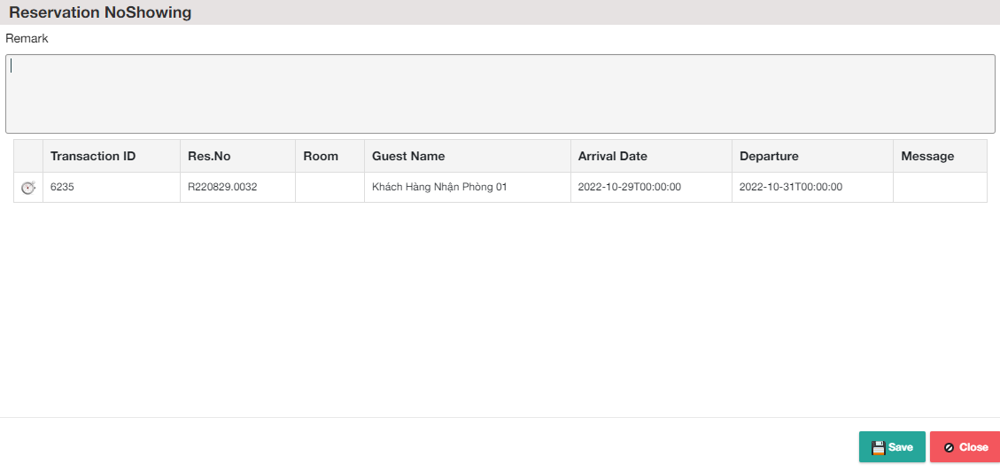 Reservation NoShowing
Remark
Transaction ID Res.No Room Guest Name Arrival Date Departure Message
6235 R220829.0032 Khách Hàng Nhận Phòng 01 2022-10-29T00:00:00 2022-10-31T00:00:00
Save Close